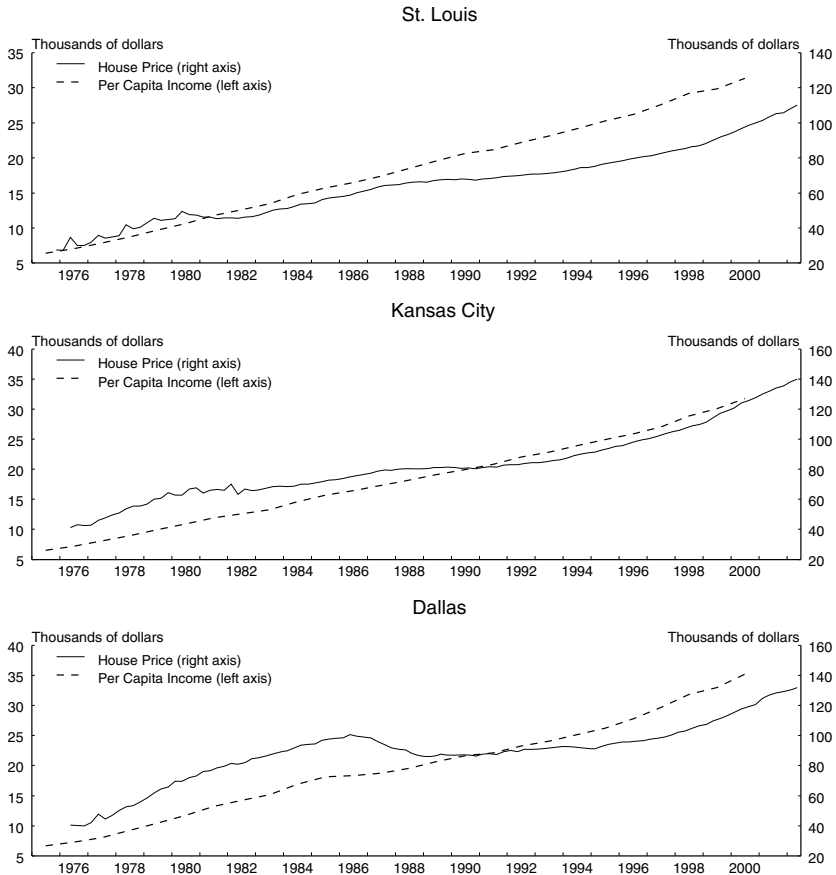 St. Louis
Thousands of dollars Thousands of dollars
35 140
House Price (right axis)
30 120
Per Capita Income (left axis)
25 100
20 80
15 60
10 40
5 20
1976 1978 1980 1982 1984 1986 1988 1990 1992 1994 1996 1998 2000
Kansas City
Thousands of dollars Thousands of dollars
40 160
House Price (right axis)
35 140
Per Capita Income (left axis)
30 120
25 100
20 80
15 60
10 40
5 20
1976 1978 1980 1982 1984 1986 1988 1990 1992 1994 1996 1998 2000
Dallas
Thousands of dollars Thousands of dollars
40 160
House Price (right axis)
35 140
Per Capita Income (left axis)
30 120
25 100
20 80
15 60
10 40
5 20
1976 1978 1980 1982 1984 1986 1988 1990 1992 1994 1996 1998 2000